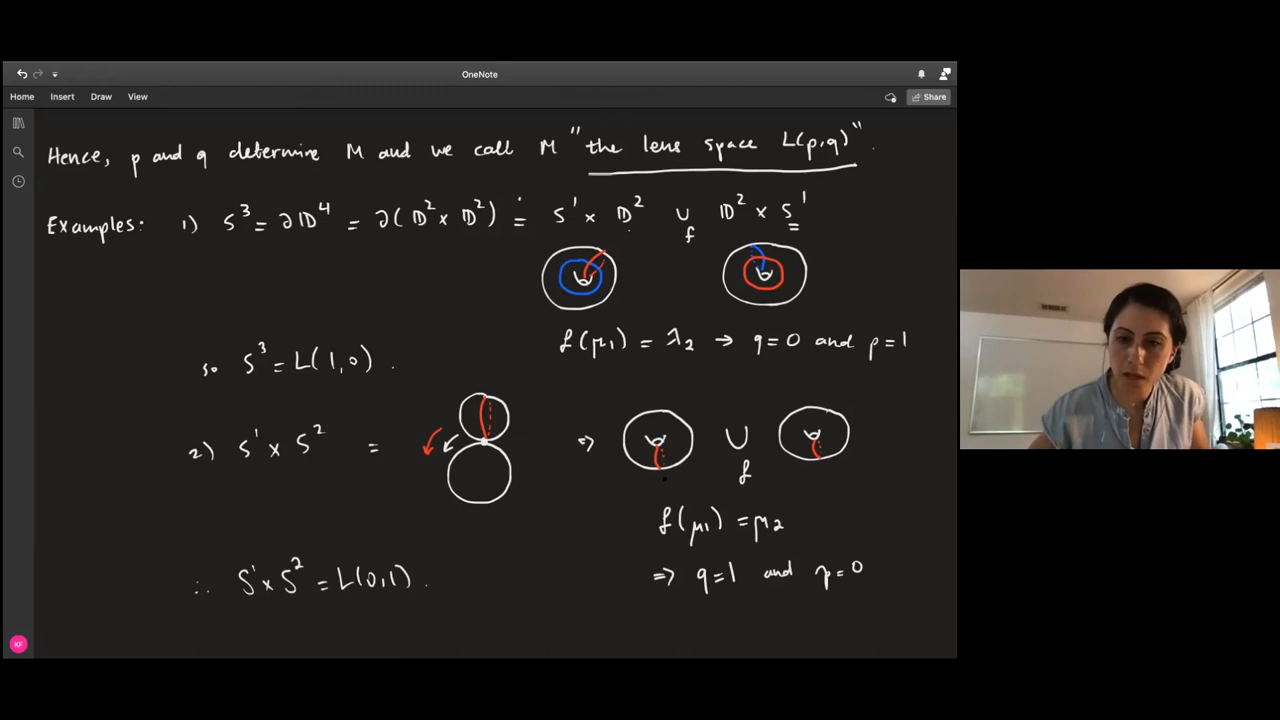 OneNote
Home Insert Draw View Share
Hence, p and q determine M and we call M "the lens space L(p,q)".
Examples: 1) S³ = ∂D⁴ = ∂(D² × D²) = S¹ × D² ∪_f D² × S¹
f(μ₁) = λ₂ → q=0 and p=1
so S³ = L(1,0).
2) S¹ × S² = ⇒ ∪_f
f(μ₁) = μ₂
⇒ q=1 and p=0
∴ S¹×S² = L(0,1).
KF